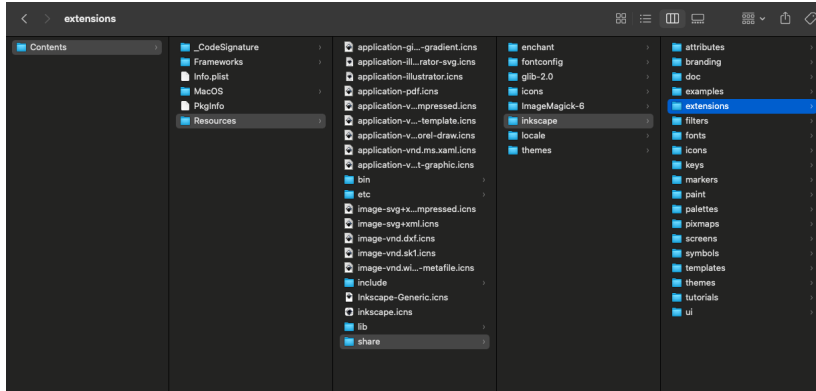 extensions
Contents
_CodeSignature
Frameworks
Info.plist
MacOS
PkgInfo
Resources
application-gi...-gradient.icns
application-ill...rator-svg.icns
application-illustrator.icns
application-pdf.icns
application-v...mpressed.icns
application-v...-template.icns
application-v...orel-draw.icns
application-vnd.ms.xaml.icns
application-v...t-graphic.icns
bin
etc
image-svg+x...mpressed.icns
image-svg+xml.icns
image-vnd.dxf.icns
image-vnd.sk1.icns
image-vnd.wi...-metafile.icns
include
Inkscape-Generic.icns
inkscape.icns
lib
share
enchant
fontconfig
glib-2.0
icons
ImageMagick-6
inkscape
locale
themes
attributes
branding
doc
examples
extensions
filters
fonts
icons
keys
markers
paint
palettes
pixmaps
screens
symbols
templates
themes
tutorials
ui